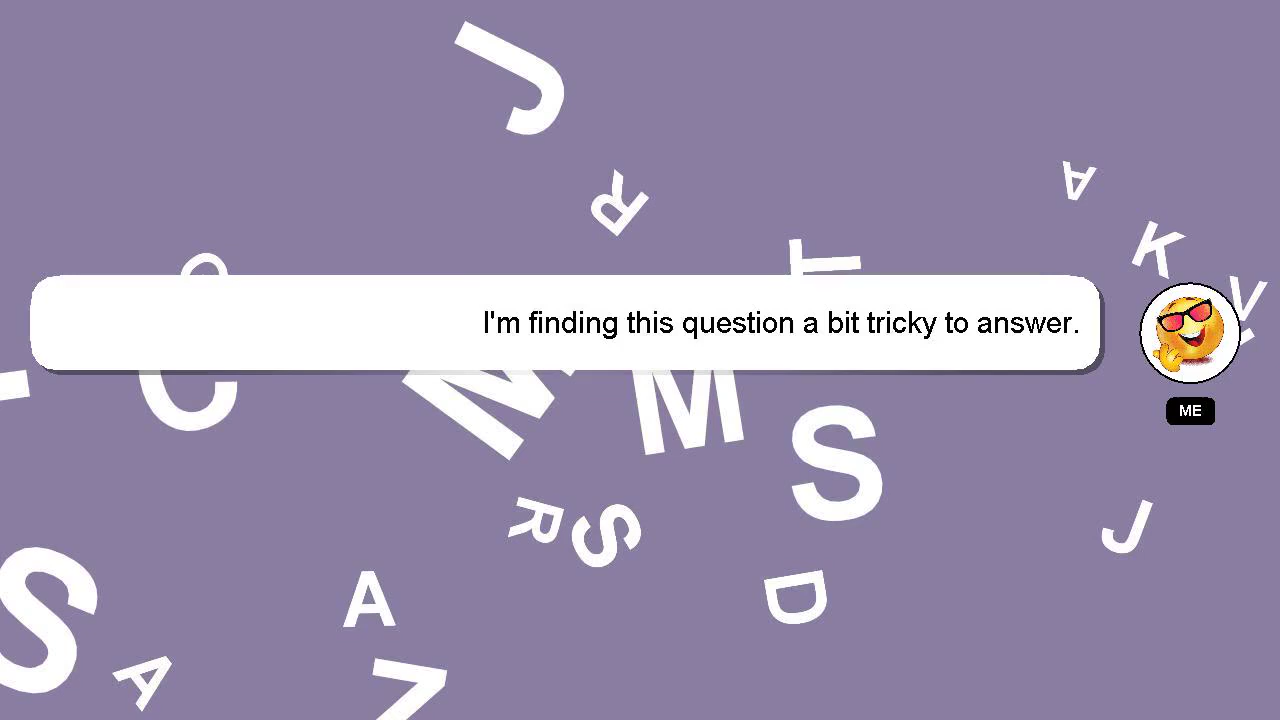 J
R
A
K
T
V
C
I'm finding this question a bit tricky to answer.
ME
C
M
S
R
S
J
D
S
A
A
Z